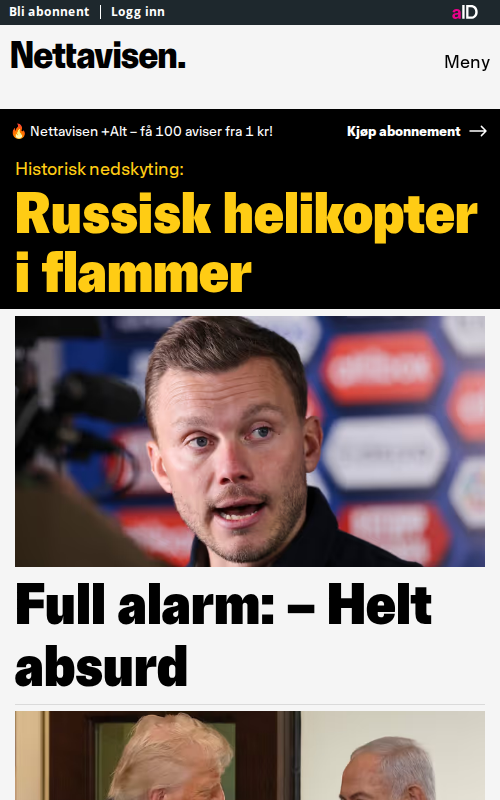 Bli abonnent | Logg inn
aID
Nettavisen.
Meny
🔥 Nettavisen +Alt – få 100 aviser fra 1 kr!
Kjøp abonnement →
Historisk nedskyting:
Russisk helikopter
i flammer
Full alarm: – Helt
absurd